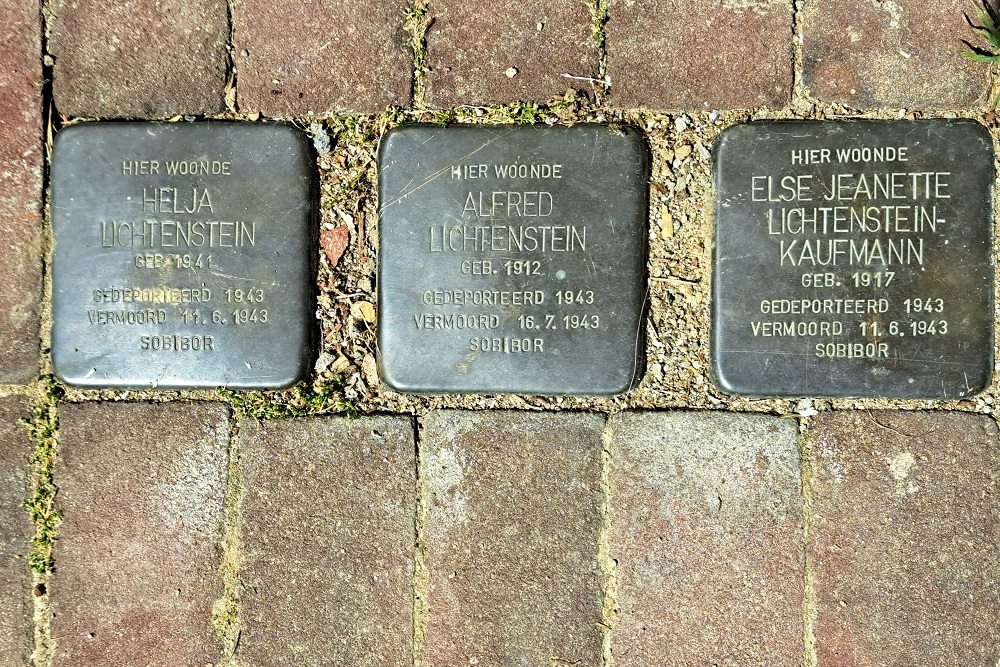 HIER WOONDE
HELJA
LICHTENSTEIN
GEB. 1941
GEDEPORTEERD 1943
VERMOORD 11.6.1943
SOBIBOR
HIER WOONDE
ALFRED
LICHTENSTEIN
GEB. 1912
GEDEPORTEERD 1943
VERMOORD 16.7.1943
SOBIBOR
HIER WOONDE
ELSE JEANETTE
LICHTENSTEIN-
KAUFMANN
GEB. 1917
GEDEPORTEERD 1943
VERMOORD 11.6.1943
SOBIBOR